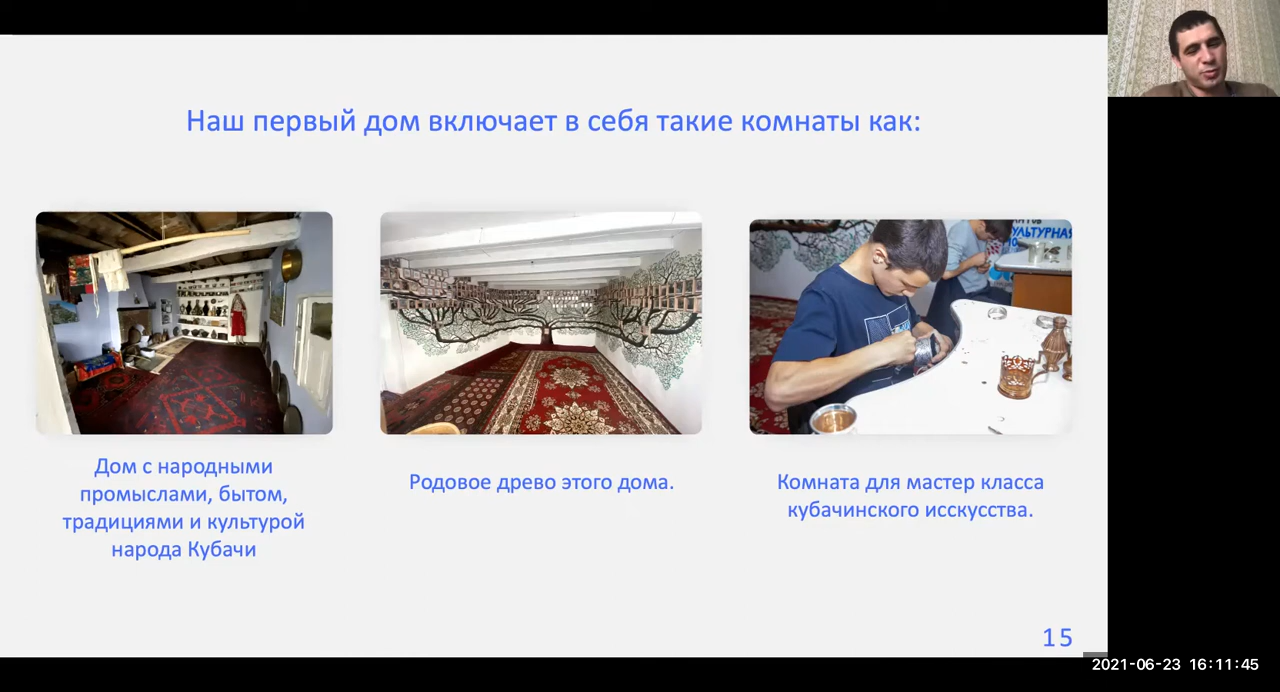 Наш первый дом включает в себя такие комнаты как:
УЛЬТУРНАЯ
Дом с народными
промыслами, бытом,
традициями и культурой
народа Кубачи
Родовое древо этого дома.
Комната для мастер класса
кубачинского исскусства.
15
2021-06-23 16:11:45